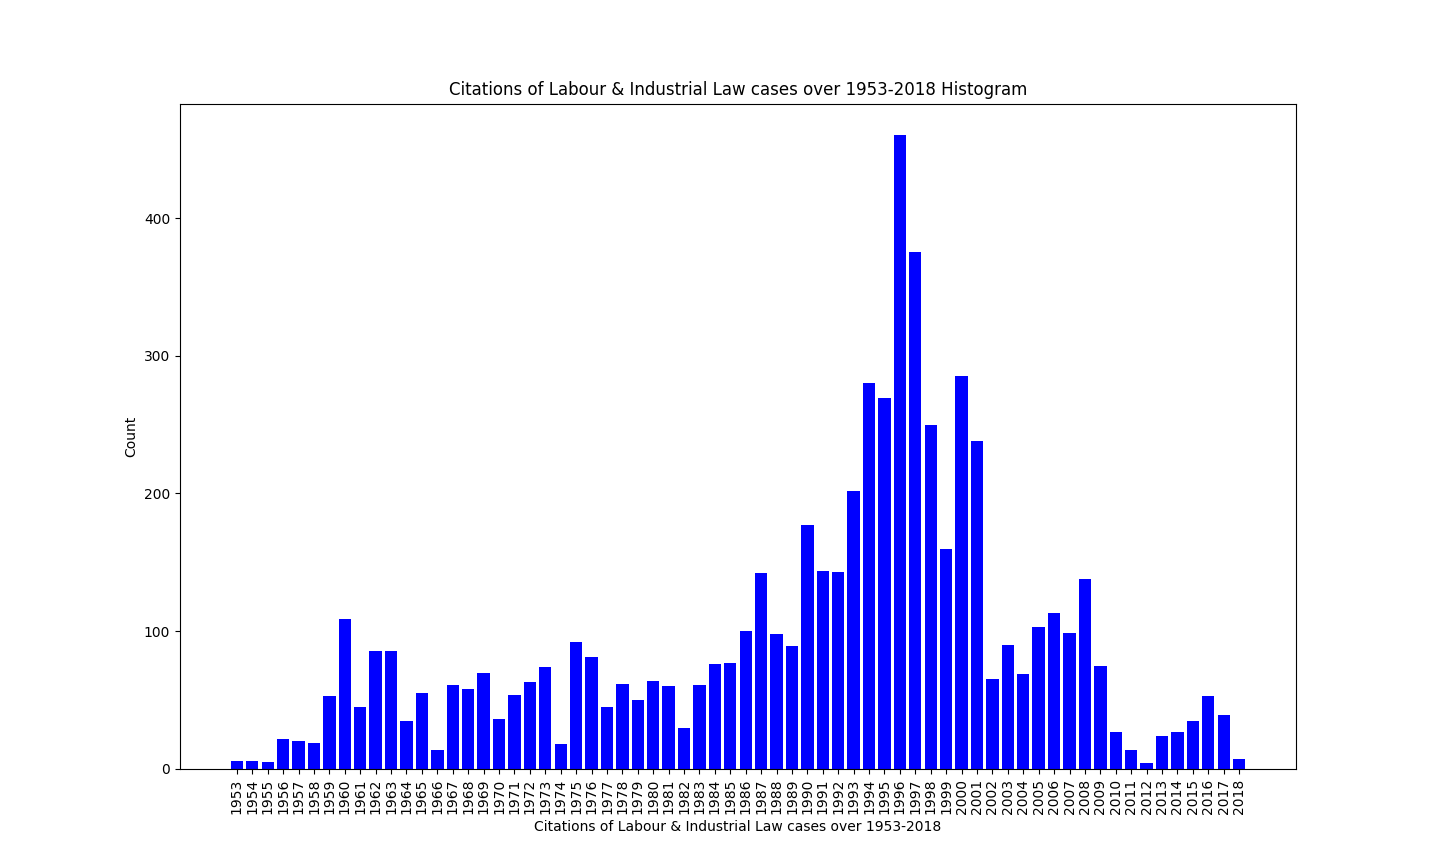 Citations of Labour & Industrial Law cases over 1953-2018 Histogram
400
300
Count
200
100
0
1953 1954 1955 1956 1957 1958 1959 1960 1961 1962 1963 1964 1965 1966 1967 1968 1969 1970 1971 1972 1973 1974 1975 1976 1977 1978 1979 1980 1981 1982 1983 1984 1985 1986 1987 1988 1989 1990 1991 1992 1993 1994 1995 1996 1997 1998 1999 2000 2001 2002 2003 2004 2005 2006 2007 2008 2009 2010 2011 2012 2013 2014 2015 2016 2017 2018
Citations of Labour & Industrial Law cases over 1953-2018